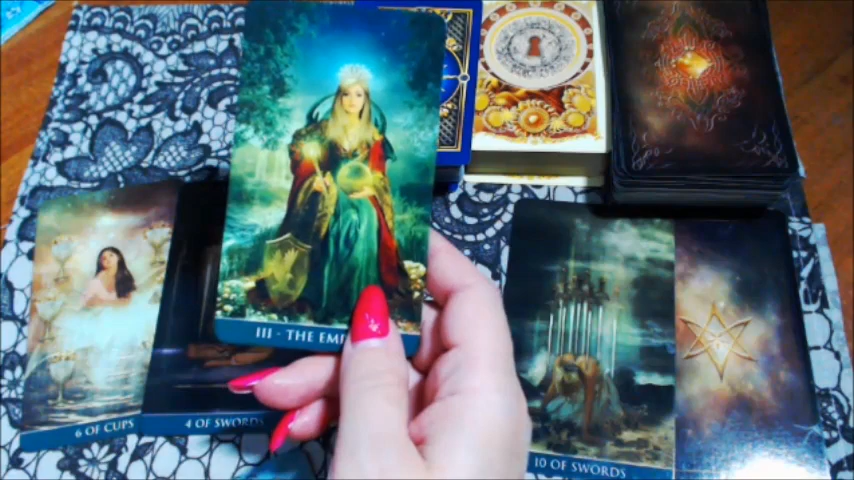 III - THE EMP
6 OF CUPS
4 OF SWORDS
10 OF SWORDS